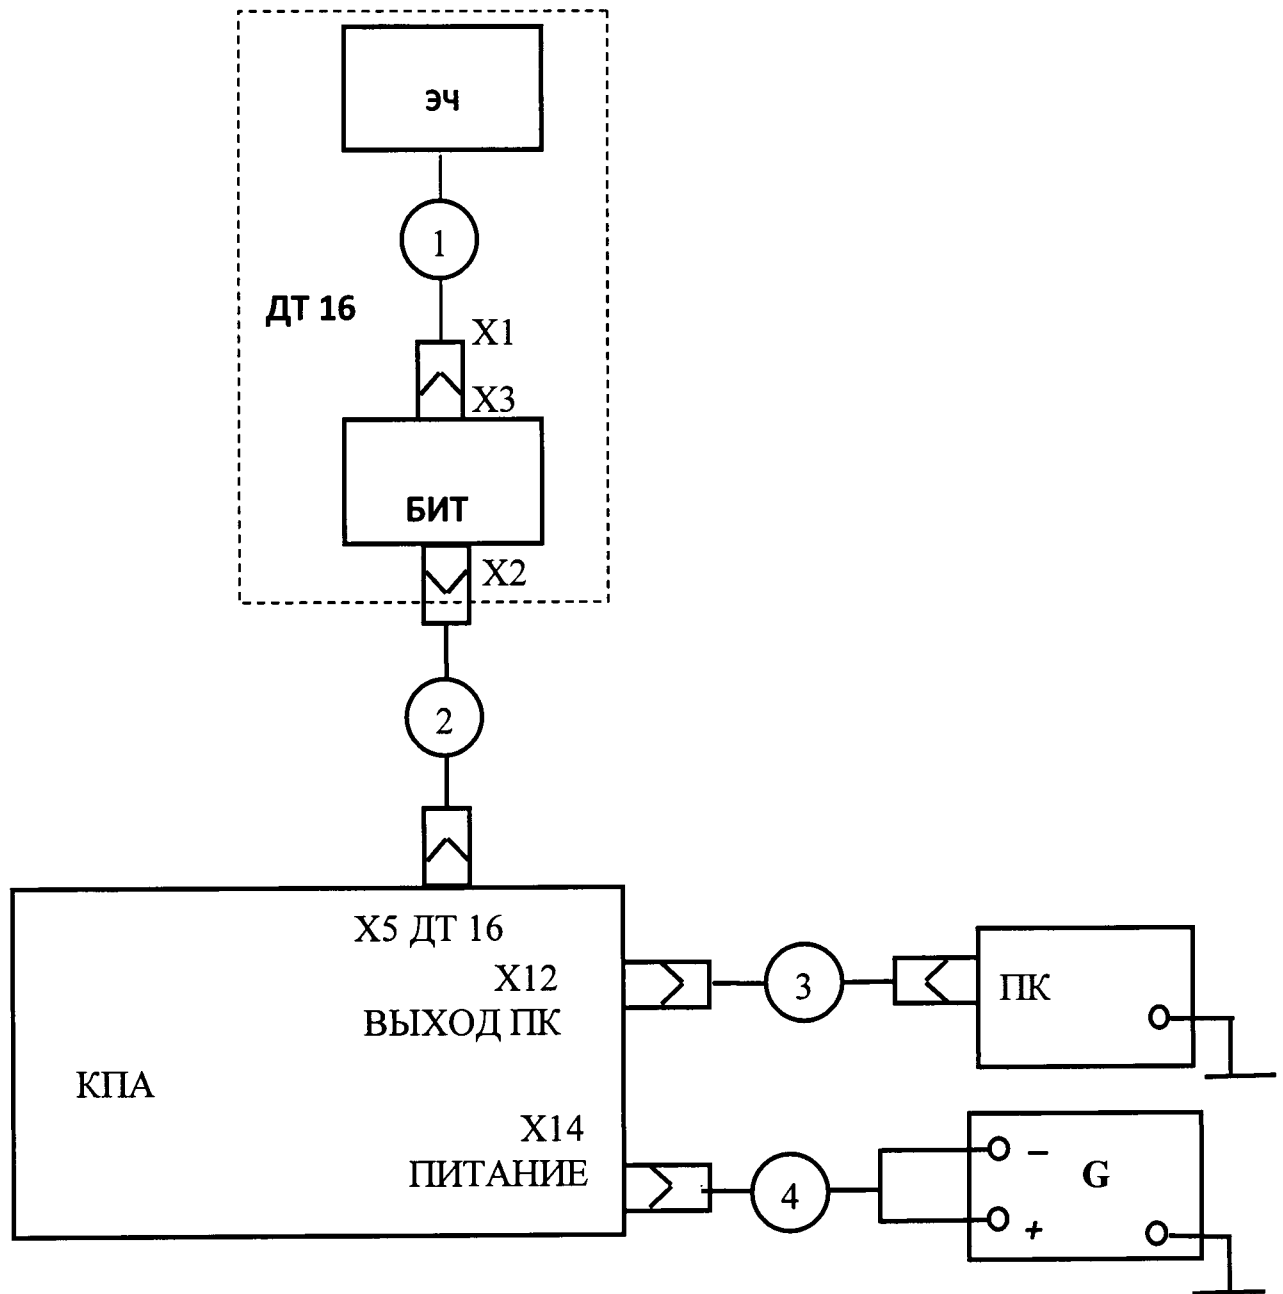 ЭЧ
1
ДТ 16
X1
X3
БИТ
X2
2
X5 ДТ 16
X12
ВЫХОД ПК
3
ПК
КПА
X14
ПИТАНИЕ
4
−
G
+